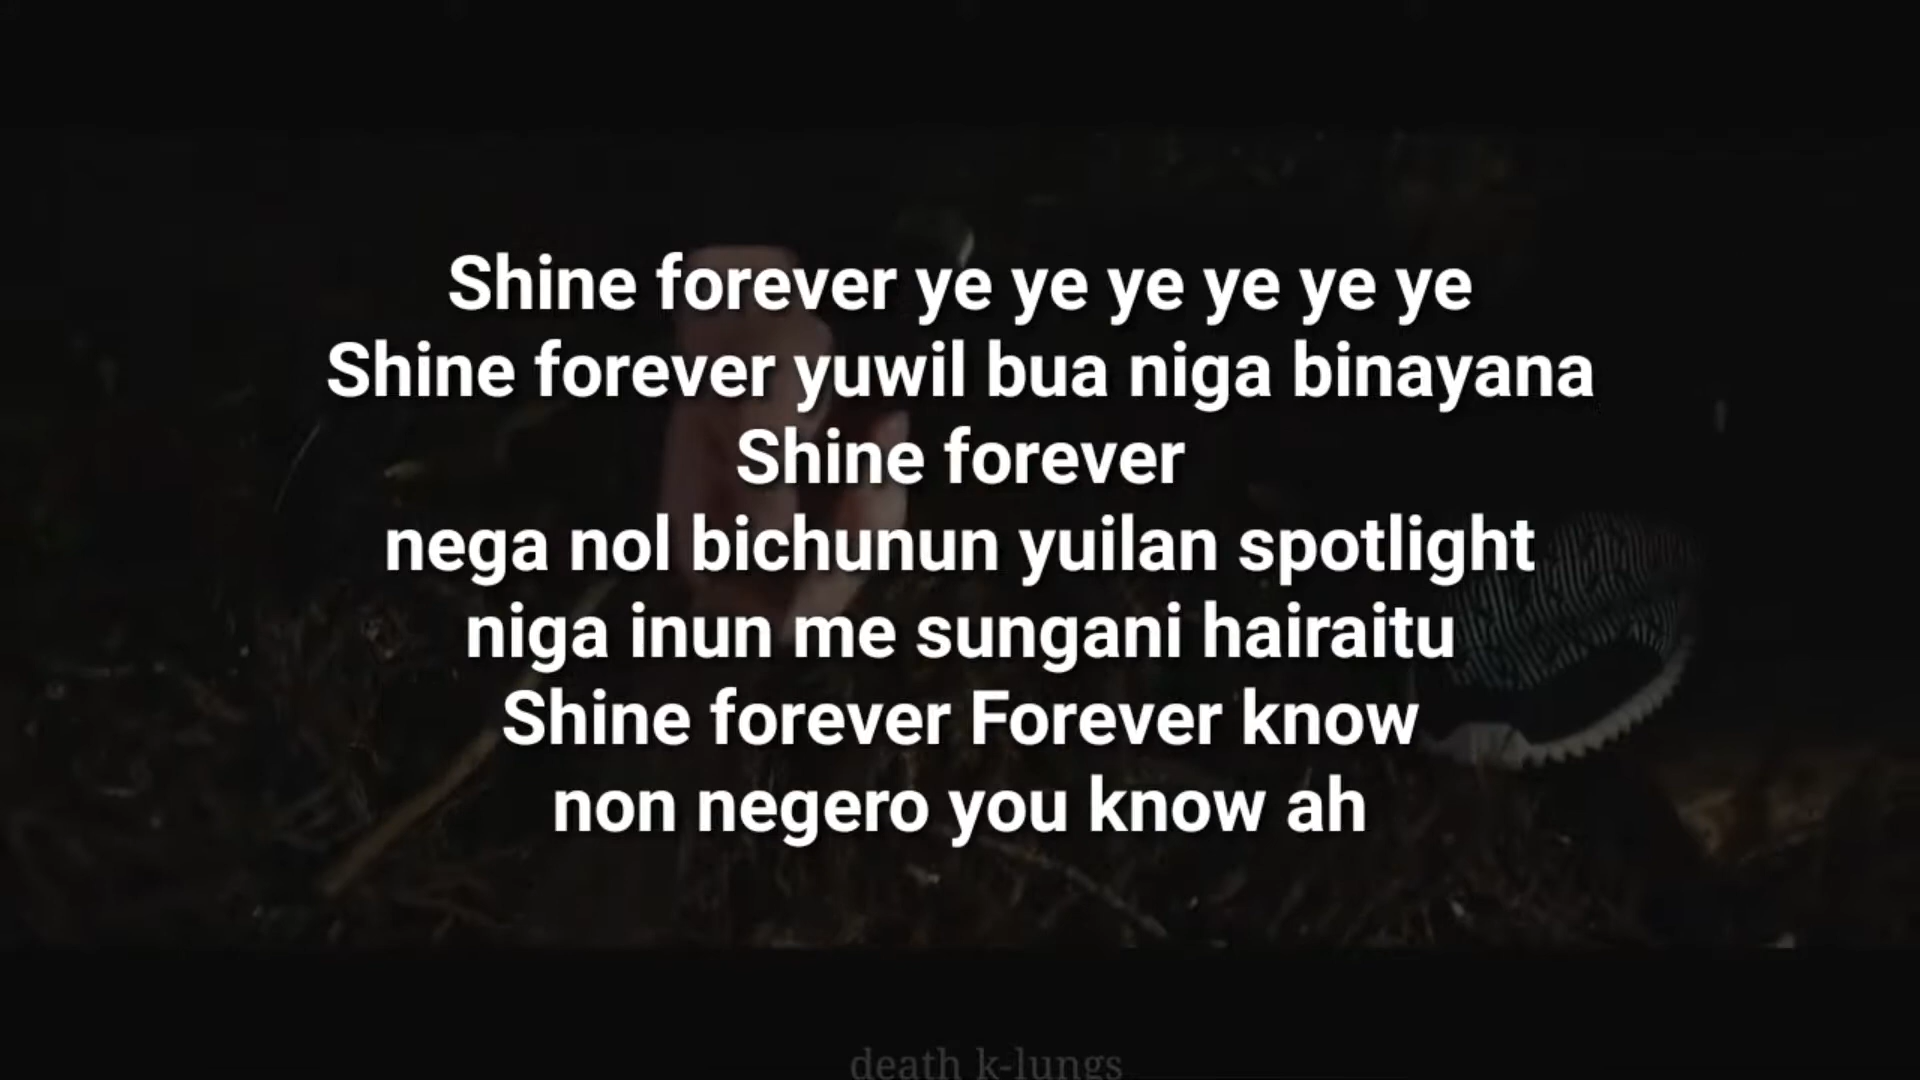 Shine forever ye ye ye ye ye ye
Shine forever yuwil bua niga binayana
Shine forever
nega nol bichunun yuilan spotlight
niga inun me sungani hairaitu
Shine forever Forever know
non negero you know ah
death k-lungs